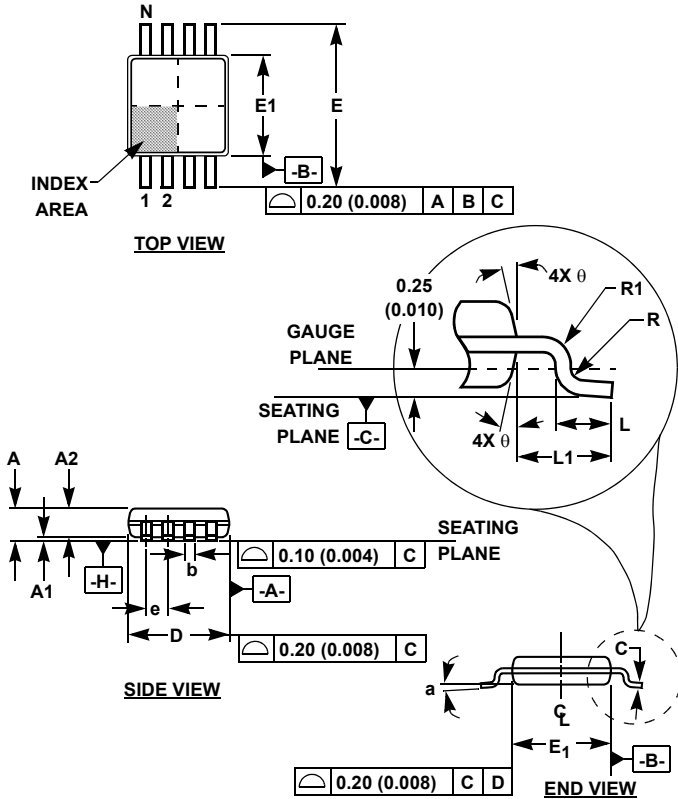 N
E1
E
-B-
INDEX
AREA
1 2
0.20 (0.008) A B C
TOP VIEW
0.25
(0.010)
4X θ
R1
R
GAUGE
PLANE
SEATING
PLANE -C-
4X θ
L
L1
A A2
SEATING
PLANE
0.10 (0.004) C
A1
-H-
b
-A-
e
D
0.20 (0.008) C
SIDE VIEW
C
a
CL
E1
-B-
0.20 (0.008) C D
END VIEW